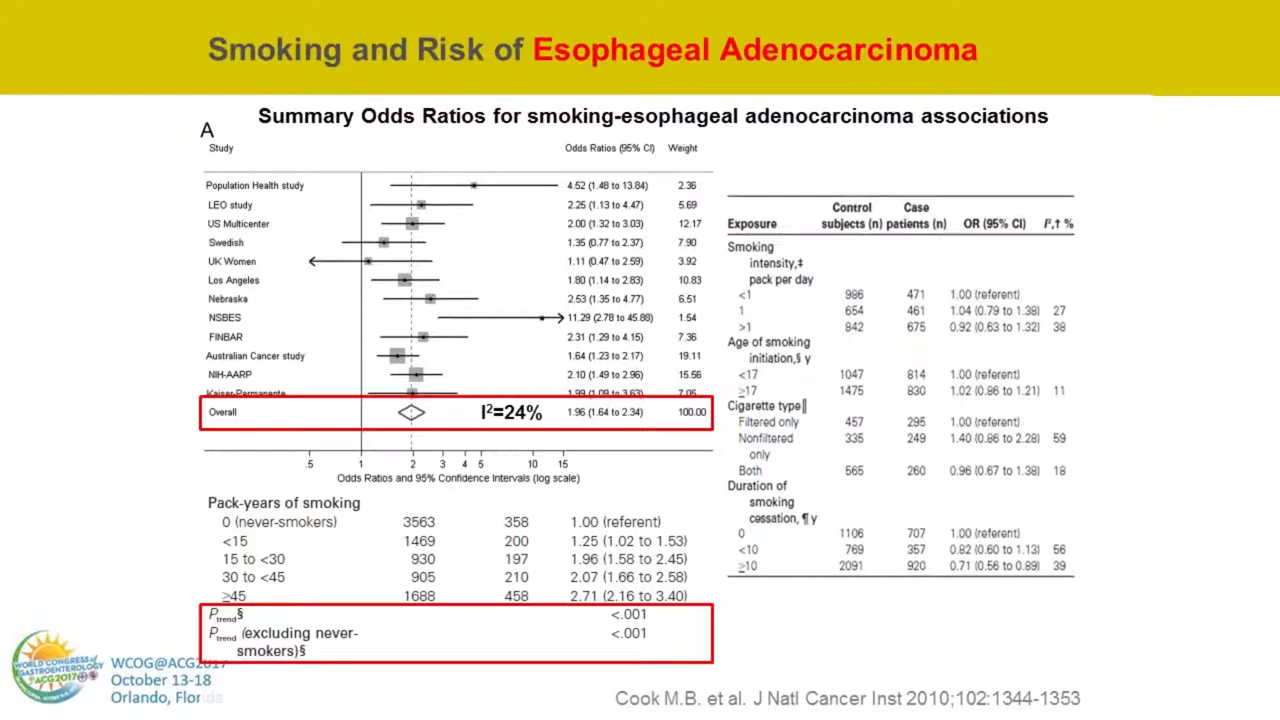 Smoking and Risk of Esophageal Adenocarcinoma
Summary Odds Ratios for smoking-esophageal adenocarcinoma associations
A
Study Odds Ratios (95% CI) Weight
Population Health study 4.52 (1.48 to 13.84) 2.36
LEO study 2.25 (1.13 to 4.47) 5.69
US Multicenter 2.00 (1.32 to 3.03) 12.17
Swedish 1.35 (0.77 to 2.37) 7.90
UK Women 1.11 (0.47 to 2.59) 3.92
Los Angeles 1.80 (1.14 to 2.83) 10.83
Nebraska 2.53 (1.35 to 4.77) 6.51
NSBES 11.29 (2.78 to 45.88) 1.54
FINBAR 2.31 (1.29 to 4.15) 7.36
Australian Cancer study 1.64 (1.23 to 2.17) 19.11
NIH-AARP 2.10 (1.49 to 2.96) 15.56
Kaiser-Permanente 1.99 (1.09 to 3.63) 7.05
Overall I²=24% 1.96 (1.64 to 2.34) 100.00
.5 1 2 3 4 5 10 15
Odds Ratios and 95% Confidence Intervals (log scale)
Pack-years of smoking
0 (never-smokers) 3563 358 1.00 (referent)
<15 1469 200 1.25 (1.02 to 1.53)
15 to <30 930 197 1.96 (1.58 to 2.45)
30 to <45 905 210 2.07 (1.66 to 2.58)
≥45 1688 458 2.71 (2.16 to 3.40)
Ptrend§ <.001
Ptrend (excluding never- <.001
smokers)§
Control Case
Exposure subjects (n) patients (n) OR (95% CI) I²,† %
Smoking
intensity,‡
pack per day
<1 986 471 1.00 (referent)
1 654 461 1.04 (0.79 to 1.38) 27
>1 842 675 0.92 (0.63 to 1.32) 38
Age of smoking
initiation,§ y
<17 1047 814 1.00 (referent)
≥17 1475 830 1.02 (0.86 to 1.21) 11
Cigarette type‖
Filtered only 457 295 1.00 (referent)
Nonfiltered 335 249 1.40 (0.86 to 2.28) 59
only
Both 565 260 0.96 (0.67 to 1.38) 18
Duration of
smoking
cessation, ¶ y
0 1106 707 1.00 (referent)
<10 769 357 0.82 (0.60 to 1.13) 56
≥10 2091 920 0.71 (0.56 to 0.89) 39
WORLD CONGRESS of
GASTROENTEROLOGY
ACG2017
WCOG@ACG2017
October 13-18
Orlando, Florida
Cook M.B. et al. J Natl Cancer Inst 2010;102:1344-1353